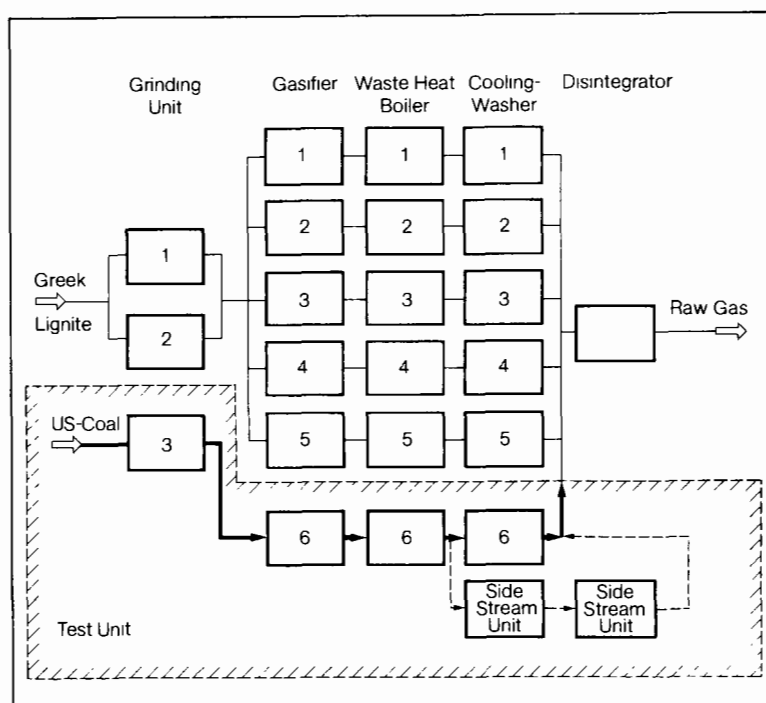 Grinding
Unit
Gasifier
Waste Heat
Boiler
Cooling-
Washer
Disintegrator
1
1
1
2
2
2
1
Greek
Lignite
2
3
3
3
Raw Gas
4
4
4
5
5
5
US-Coal
3
6
6
6
Side
Stream
Unit
Side
Stream
Unit
Test Unit